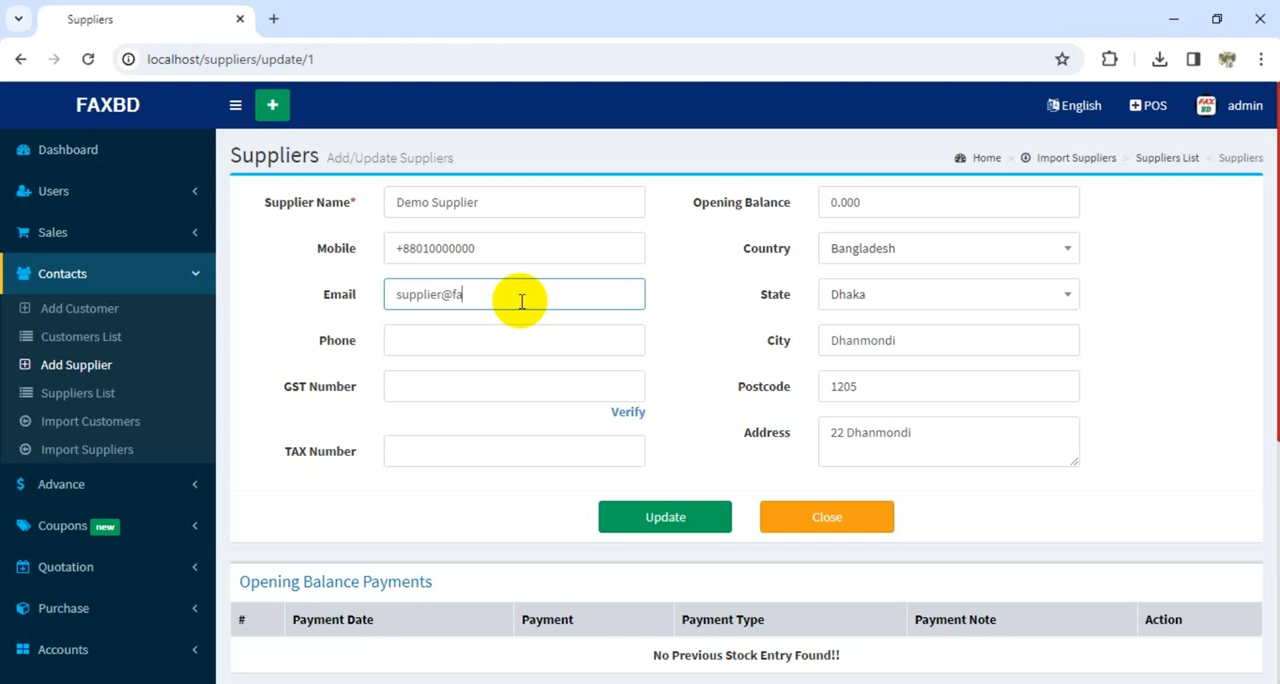 Suppliers
localhost/suppliers/update/1
FAXBD
English
POS
FAX BD
admin
Dashboard
Users
Sales
Contacts
Add Customer
Customers List
Add Supplier
Suppliers List
Import Customers
Import Suppliers
Advance
Coupons new
Quotation
Purchase
Accounts
Suppliers Add/Update Suppliers
Home > Import Suppliers > Suppliers List > Suppliers
Supplier Name* Demo Supplier
Mobile +88010000000
Email supplier@fa
Phone
GST Number
Verify
TAX Number
Opening Balance 0.000
Country Bangladesh
State Dhaka
City Dhanmondi
Postcode 1205
Address 22 Dhanmondi
Update Close
Opening Balance Payments
# Payment Date Payment Payment Type Payment Note Action
No Previous Stock Entry Found!!